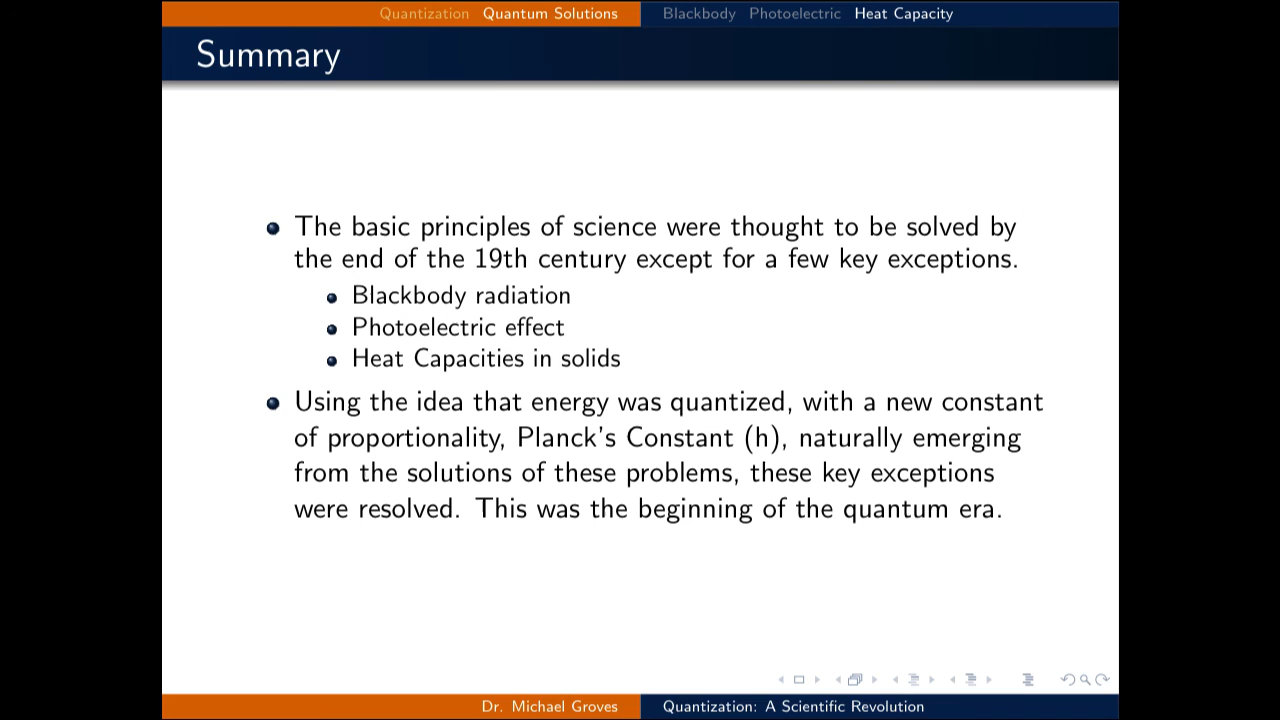 Quantization Quantum Solutions Blackbody Photoelectric Heat Capacity
Summary
The basic principles of science were thought to be solved by
the end of the 19th century except for a few key exceptions.
Blackbody radiation
Photoelectric effect
Heat Capacities in solids
Using the idea that energy was quantized, with a new constant
of proportionality, Planck's Constant (h), naturally emerging
from the solutions of these problems, these key exceptions
were resolved. This was the beginning of the quantum era.
Dr. Michael Groves Quantization: A Scientific Revolution